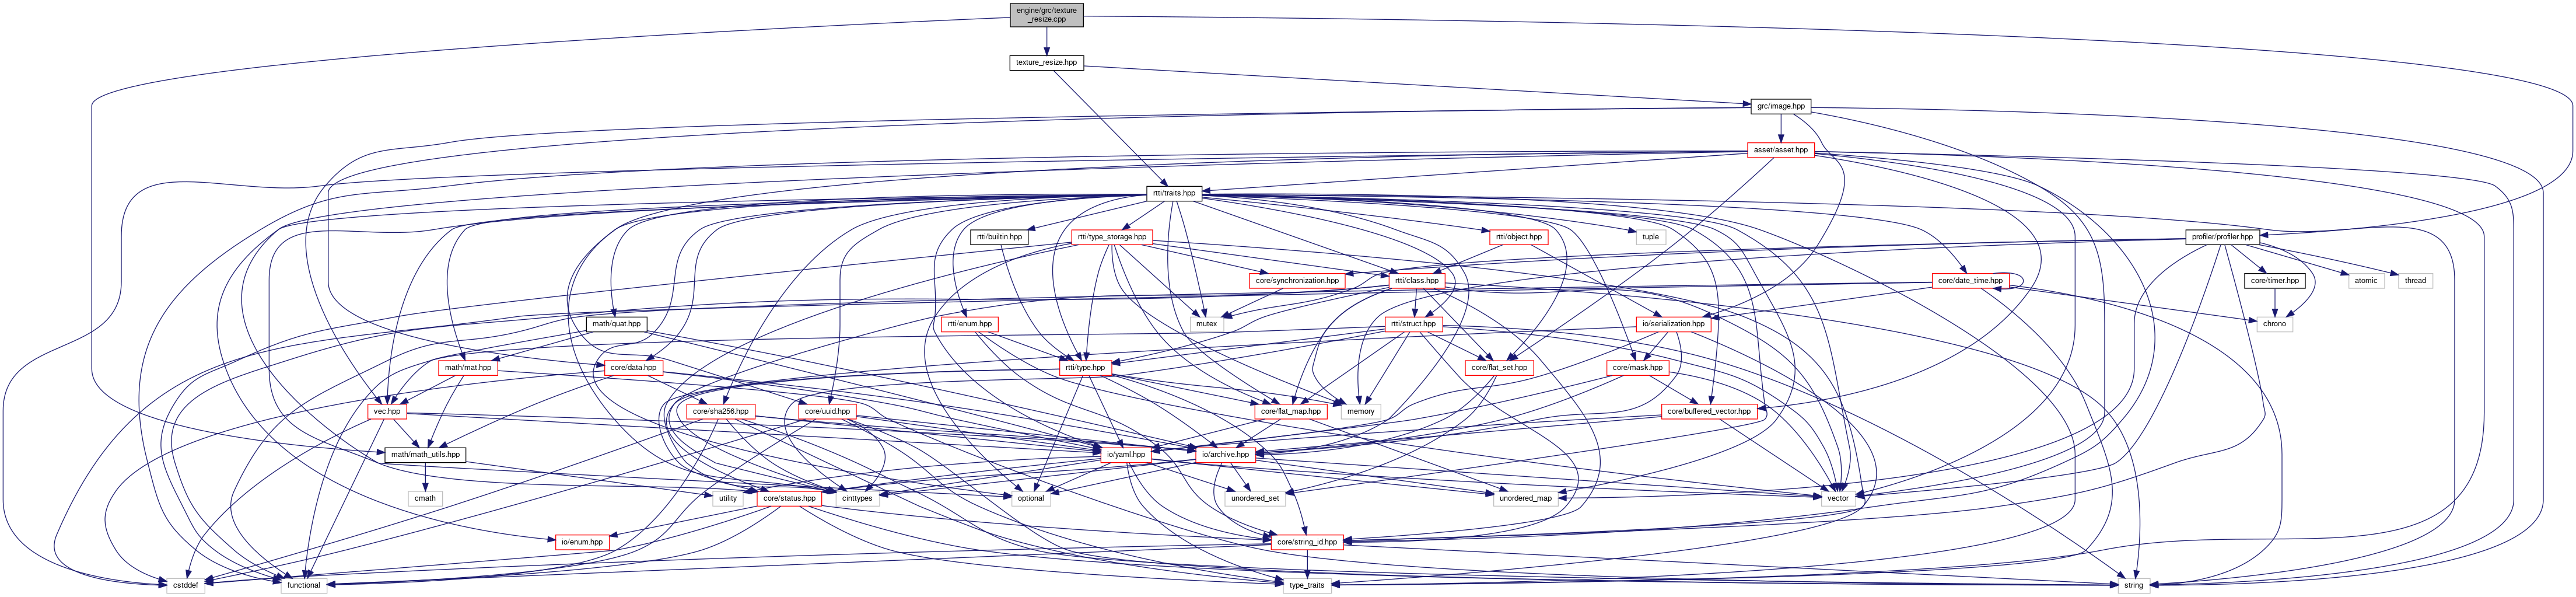 engine/grc/texture
_resize.cpp
texture_resize.hpp
grc/image.hpp
asset/asset.hpp
rtti/traits.hpp
rtti/builtin.hpp
rtti/type_storage.hpp
rtti/object.hpp
tuple
profiler/profiler.hpp
core/synchronization.hpp
rtti/class.hpp
core/date_time.hpp
core/timer.hpp
atomic
thread
math/quat.hpp
rtti/enum.hpp
mutex
rtti/struct.hpp
io/serialization.hpp
chrono
math/mat.hpp
core/data.hpp
rtti/type.hpp
core/flat_set.hpp
core/mask.hpp
vec.hpp
core/sha256.hpp
core/uuid.hpp
core/flat_map.hpp
memory
core/buffered_vector.hpp
math/math_utils.hpp
io/yaml.hpp
io/archive.hpp
cmath
utility
core/status.hpp
cinttypes
optional
unordered_set
unordered_map
vector
io/enum.hpp
core/string_id.hpp
cstddef
functional
type_traits
string